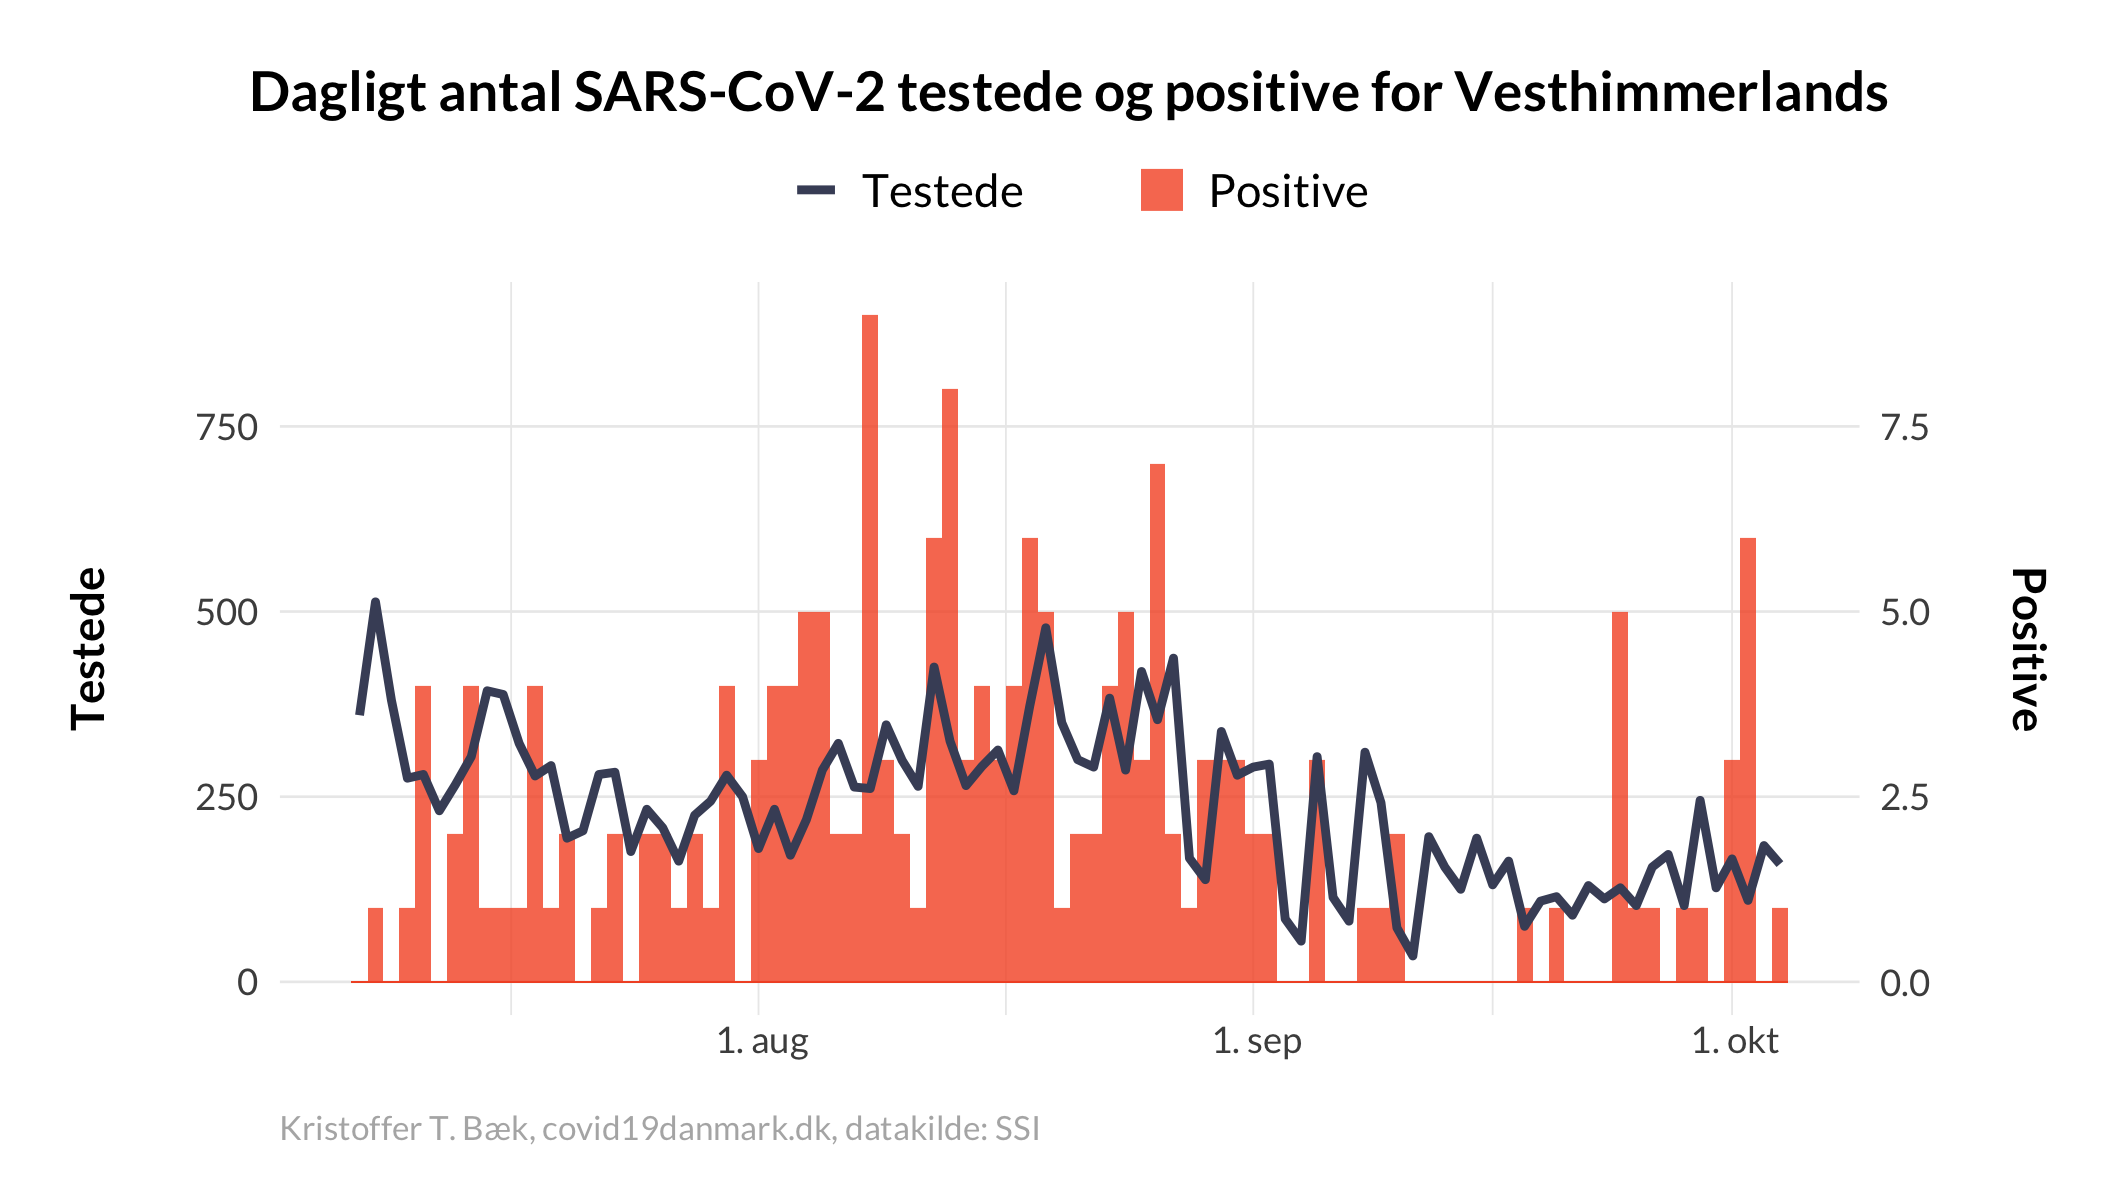 Dagligt antal SARS-CoV-2 testede og positive for Vesthimmerlands
Testede
Positive
750
500
250
0
7.5
5.0
2.5
0.0
Testede
Positive
1. aug
1. sep
1. okt
Kristoffer T. Bæk, covid19danmark.dk, datakilde: SSI